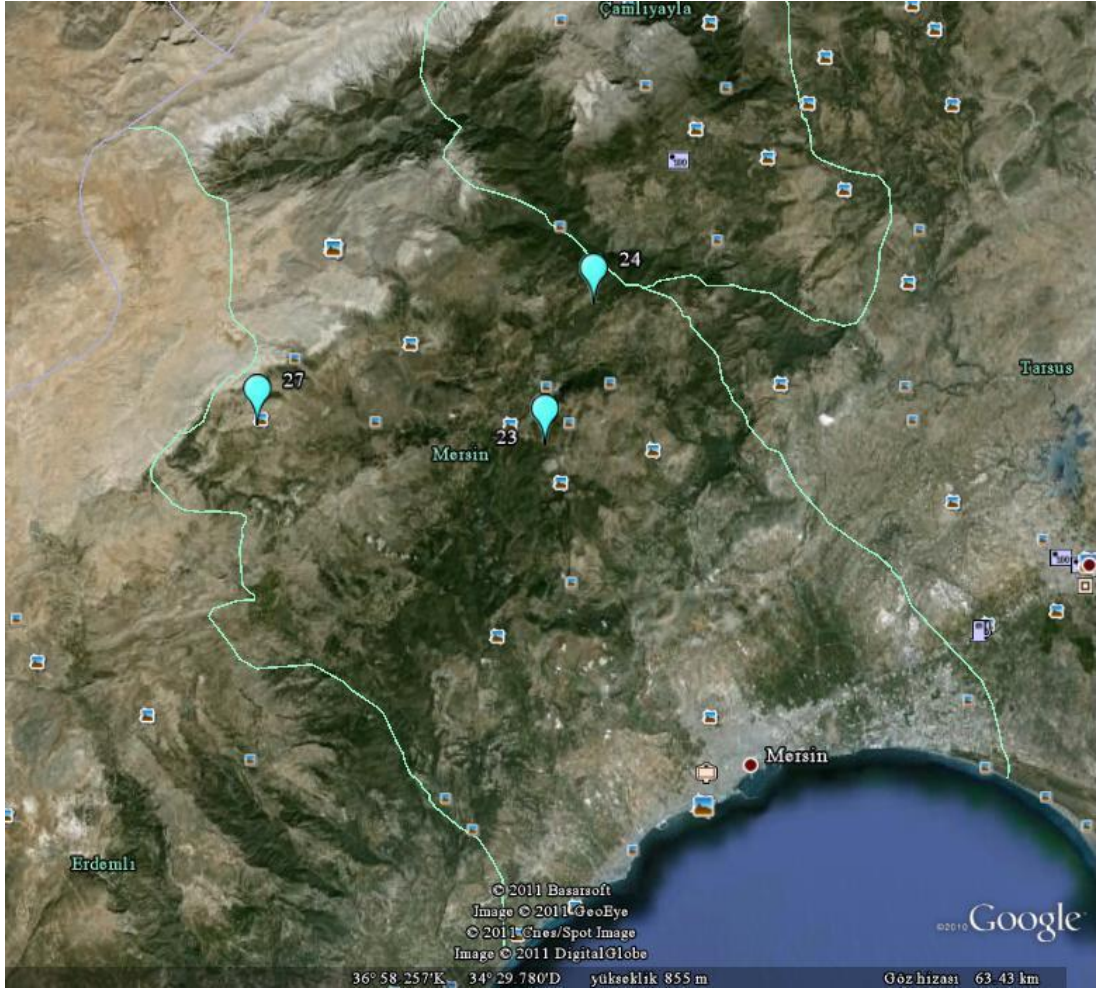 Çamlıyayla
24
Tarsus
27
23
Mersin
Mersin
Erdemli
© 2011 Basarsoft
Image © 2011 GeoEye
© 2011 Cnes/Spot Image
Image © 2011 DigitalGlobe
©2010 Google
36° 58.257'K 34° 29.780'D yükseklik 855 m Göz hizası 63.43 km